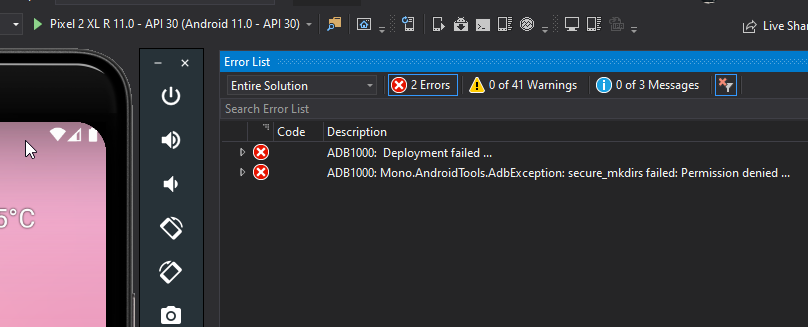 Pixel 2 XL R 11.0 - API 30 (Android 11.0 - API 30)
Live Sha
Error List
Entire Solution
2 Errors
0 of 41 Warnings
0 of 3 Messages
Search Error List
Code Description
ADB1000: Deployment failed ...
ADB1000: Mono.AndroidTools.AdbException: secure_mkdirs failed: Permission denied ...
5°C